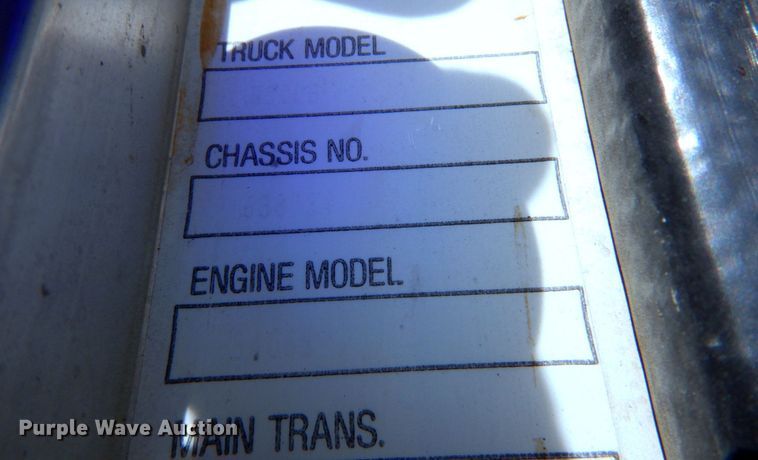 TRUCK MODEL
CHASSIS NO.
ENGINE MODEL
MAIN TRANS.
Purple Wave Auction